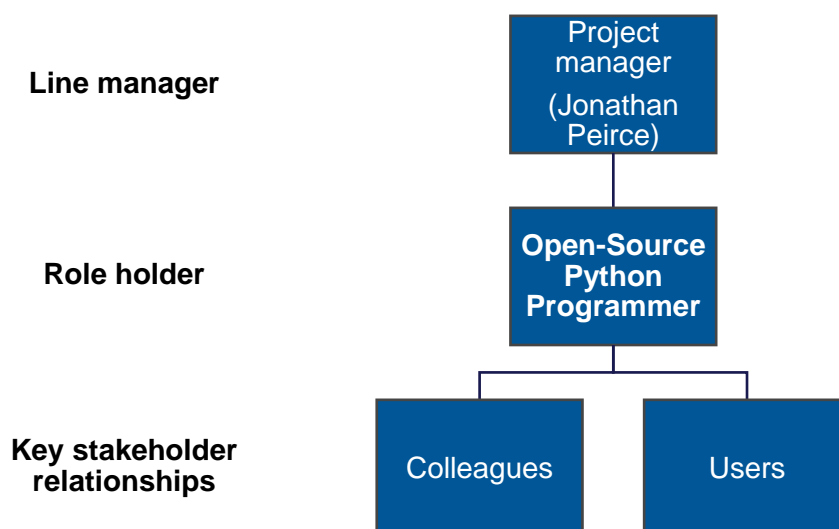 Line manager
Project
manager
(Jonathan
Peirce)
Role holder
Open-Source
Python
Programmer
Key stakeholder
relationships
Colleagues
Users